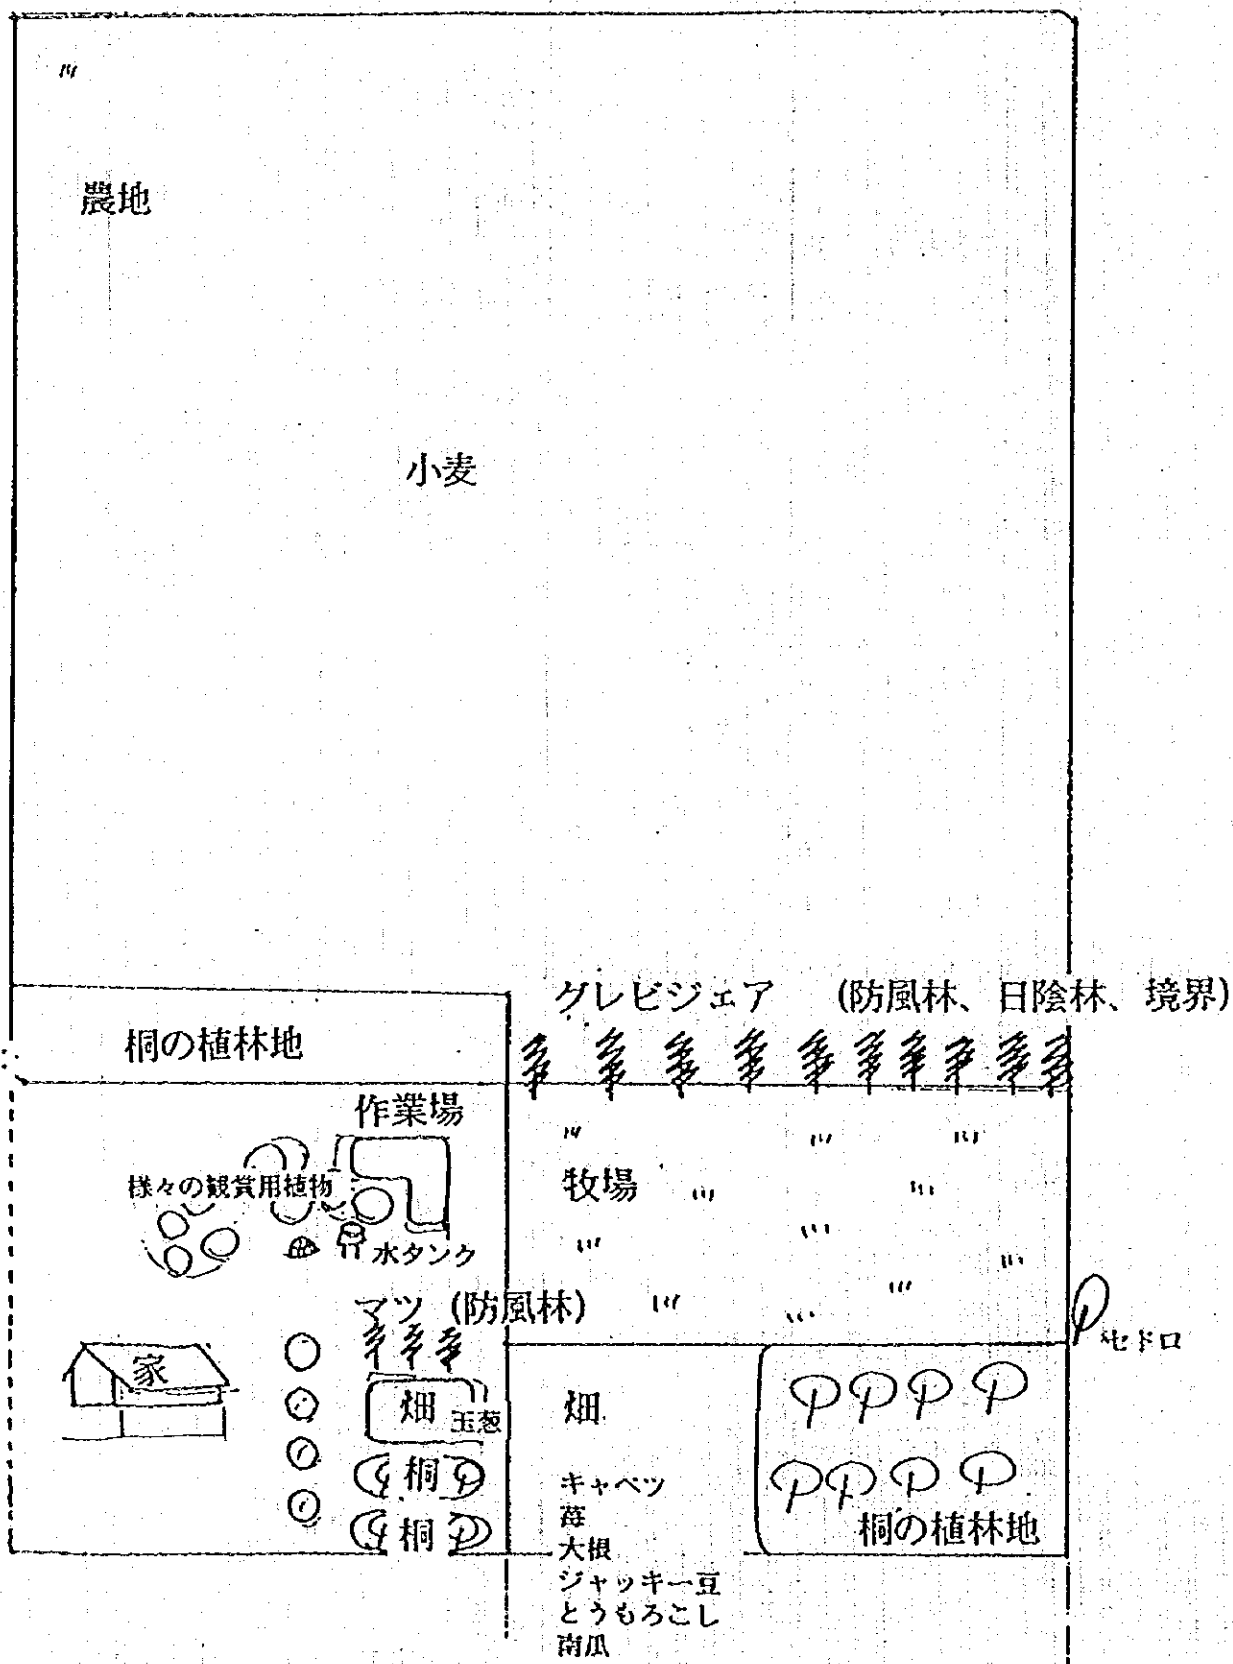 農地
小麦
グレビジェア (防風林、日陰林、境界)
桐の植林地
作業場
様々の観賞用植物
牧場
水タンク
マツ (防風林)
セドロ
家
畑
玉葱
畑
桐
キャベツ
苺
桐
桐の植林地
大根
ジャッキー豆
とうもろこし
南瓜